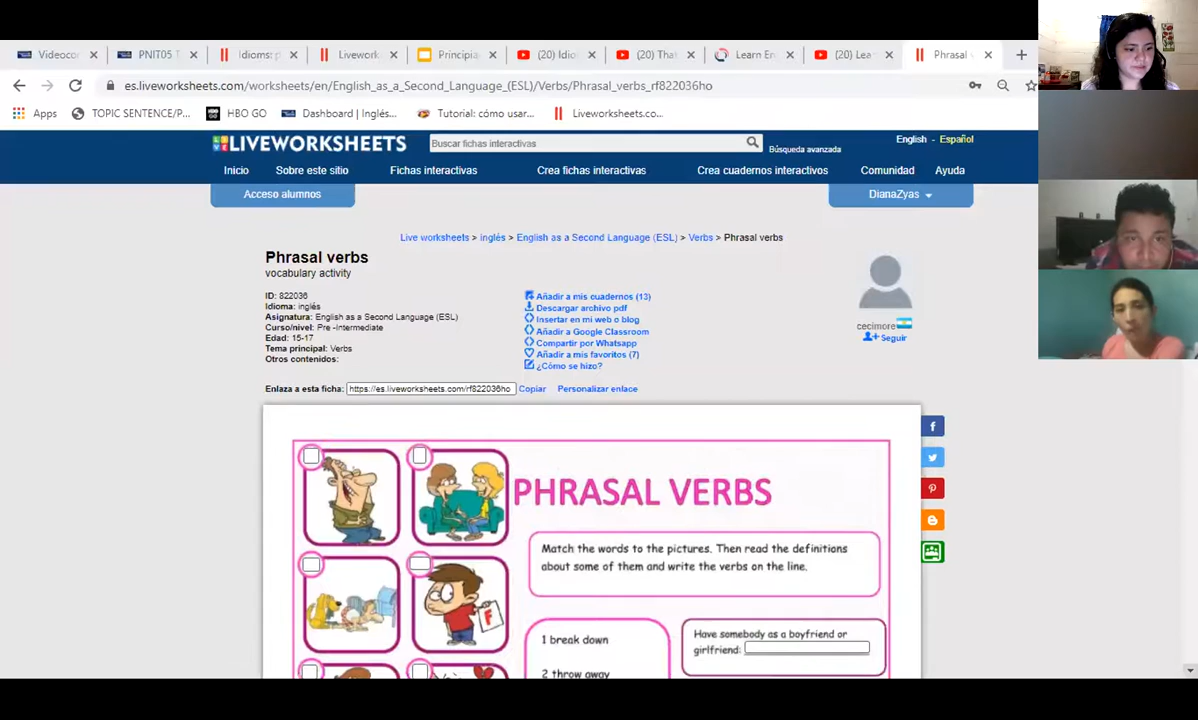 Videoco
PNIT05 T
Idioms: p
Livework
Principia
(20) Idio
(20) Tha
Learn En
(20) Lea
Phrasal v
es.liveworksheets.com/worksheets/en/English_as_a_Second_Language_(ESL)/Verbs/Phrasal_verbs_rf822036ho
Apps
TOPIC SENTENCE/P...
HBO GO
Dashboard | Inglés...
Tutorial: cómo usar...
Liveworksheets.co...
LIVEWORKSHEETS
Buscar fichas interactivas
Búsqueda avanzada
English - Español
Inicio
Sobre este sitio
Fichas interactivas
Crea fichas interactivas
Crea cuadernos interactivos
Comunidad
Ayuda
Acceso alumnos
DianaZyas
Live worksheets > inglés > English as a Second Language (ESL) > Verbs > Phrasal verbs
Phrasal verbs
vocabulary activity
ID: 822036
Idioma: inglés
Asignatura: English as a Second Language (ESL)
Curso/nivel: Pre -Intermediate
Edad: 15-17
Tema principal: Verbs
Otros contenidos:
Añadir a mis cuadernos (13)
Descargar archivo pdf
Insertar en mi web o blog
Añadir a Google Classroom
Compartir por Whatsapp
Añadir a mis favoritos (7)
¿Cómo se hizo?
cecimore
Seguir
Enlaza a esta ficha:
https://es.liveworksheets.com/rf822036ho
Copiar
Personalizar enlace
PHRASAL VERBS
Match the words to the pictures. Then read the definitions
about some of them and write the verbs on the line.
F
1 break down
2 throw away
Have somebody as a boyfriend or
girlfriend: